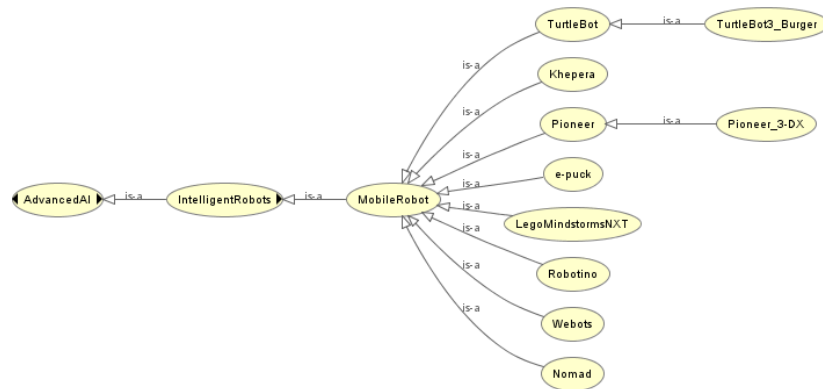 TurtleBot
is-a
TurtleBot3_Burger
is-a
Khepera
is-a
Pioneer
is-a
Pioneer_3-DX
is-a
e-puck
is-a
AdvancedAI
is-a
IntelligentRobots
is-a
MobileRobot
is-a
LegoMindstormsNXT
is-a
Robotino
is-a
Webots
is-a
Nomad